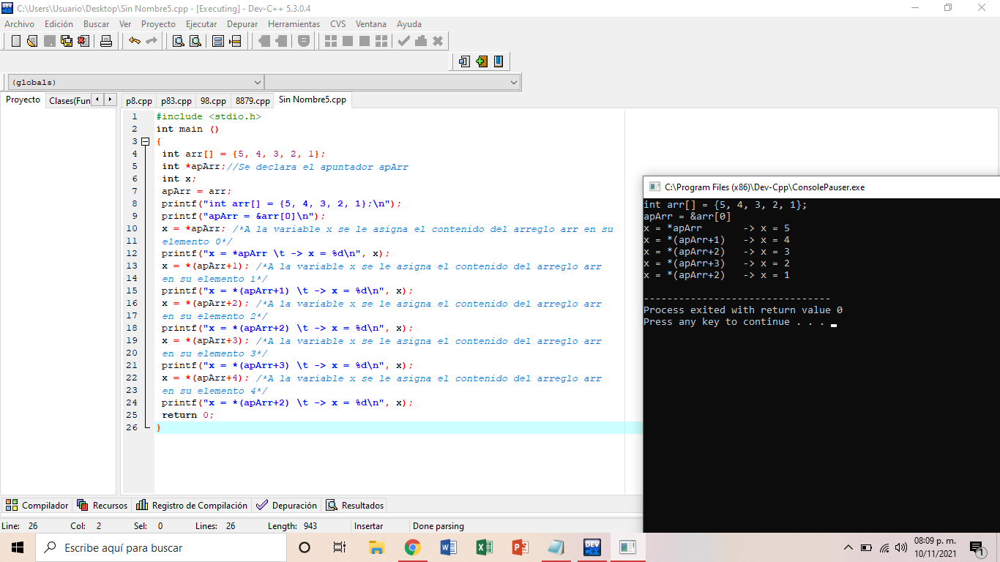 C:\Users\Usuario\Desktop\Sin Nombre5.cpp - [Executing] - Dev-C++ 5.3.0.4
Archivo Edición Buscar Ver Proyecto Ejecutar Depurar Herramientas CVS Ventana Ayuda
(globals)
Proyecto Clases(Fun p8.cpp p83.cpp 98.cpp 8879.cpp Sin Nombre5.cpp
1 #include <stdio.h>
2 int main ()
3 {
4 int arr[] = {5, 4, 3, 2, 1};
5 int *apArr;//Se declara el apuntador apArr
6 int x;
7 apArr = arr;
8 printf("int arr[] = {5, 4, 3, 2, 1};\n");
9 printf("apArr = &arr[0]\n");
10 x = *apArr; /*A la variable x se le asigna el contenido del arreglo arr en su
11 elemento 0*/
12 printf("x = *apArr \t -> x = %d\n", x);
13 x = *(apArr+1); /*A la variable x se le asigna el contenido del arreglo arr
14 en su elemento 1*/
15 printf("x = *(apArr+1) \t -> x = %d\n", x);
16 x = *(apArr+2); /*A la variable x se le asigna el contenido del arreglo arr
17 en su elemento 2*/
18 printf("x = *(apArr+2) \t -> x = %d\n", x);
19 x = *(apArr+3); /*A la variable x se le asigna el contenido del arreglo arr
20 en su elemento 3*/
21 printf("x = *(apArr+3) \t -> x = %d\n", x);
22 x = *(apArr+4); /*A la variable x se le asigna el contenido del arreglo arr
23 en su elemento 4*/
24 printf("x = *(apArr+2) \t -> x = %d\n", x);
25 return 0;
26 }
C:\Program Files (x86)\Dev-Cpp\ConsolePauser.exe
int arr[] = {5, 4, 3, 2, 1};
apArr = &arr[0]
x = *apArr -> x = 5
x = *(apArr+1) -> x = 4
x = *(apArr+2) -> x = 3
x = *(apArr+3) -> x = 2
x = *(apArr+2) -> x = 1
--------------------------------
Process exited with return value 0
Press any key to continue . . .
Compilador Recursos Registro de Compilación Depuración Resultados
Line: 26 Col: 2 Sel: 0 Lines: 26 Length: 943 Insertar Done parsing
Escribe aquí para buscar
DEV
08:09 p. m.
10/11/2021
1